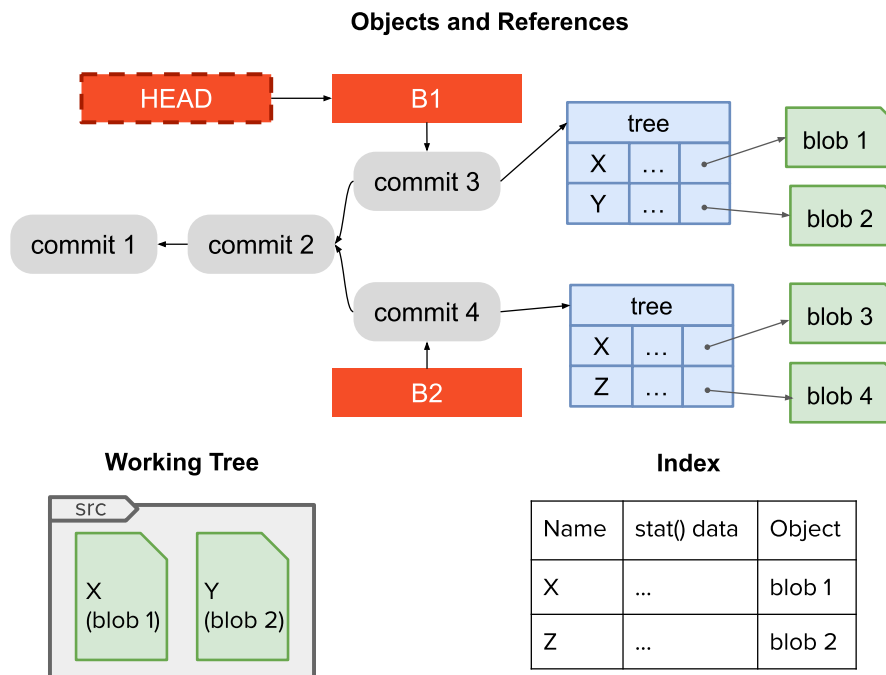 Objects and References
HEAD
B1
tree
X
...
Y
...
blob 1
blob 2
commit 3
commit 1
commit 2
commit 4
tree
X
...
Z
...
blob 3
blob 4
B2
Working Tree
src
X
(blob 1)
Y
(blob 2)
Index
Name stat() data Object
X ... blob 1
Z ... blob 2